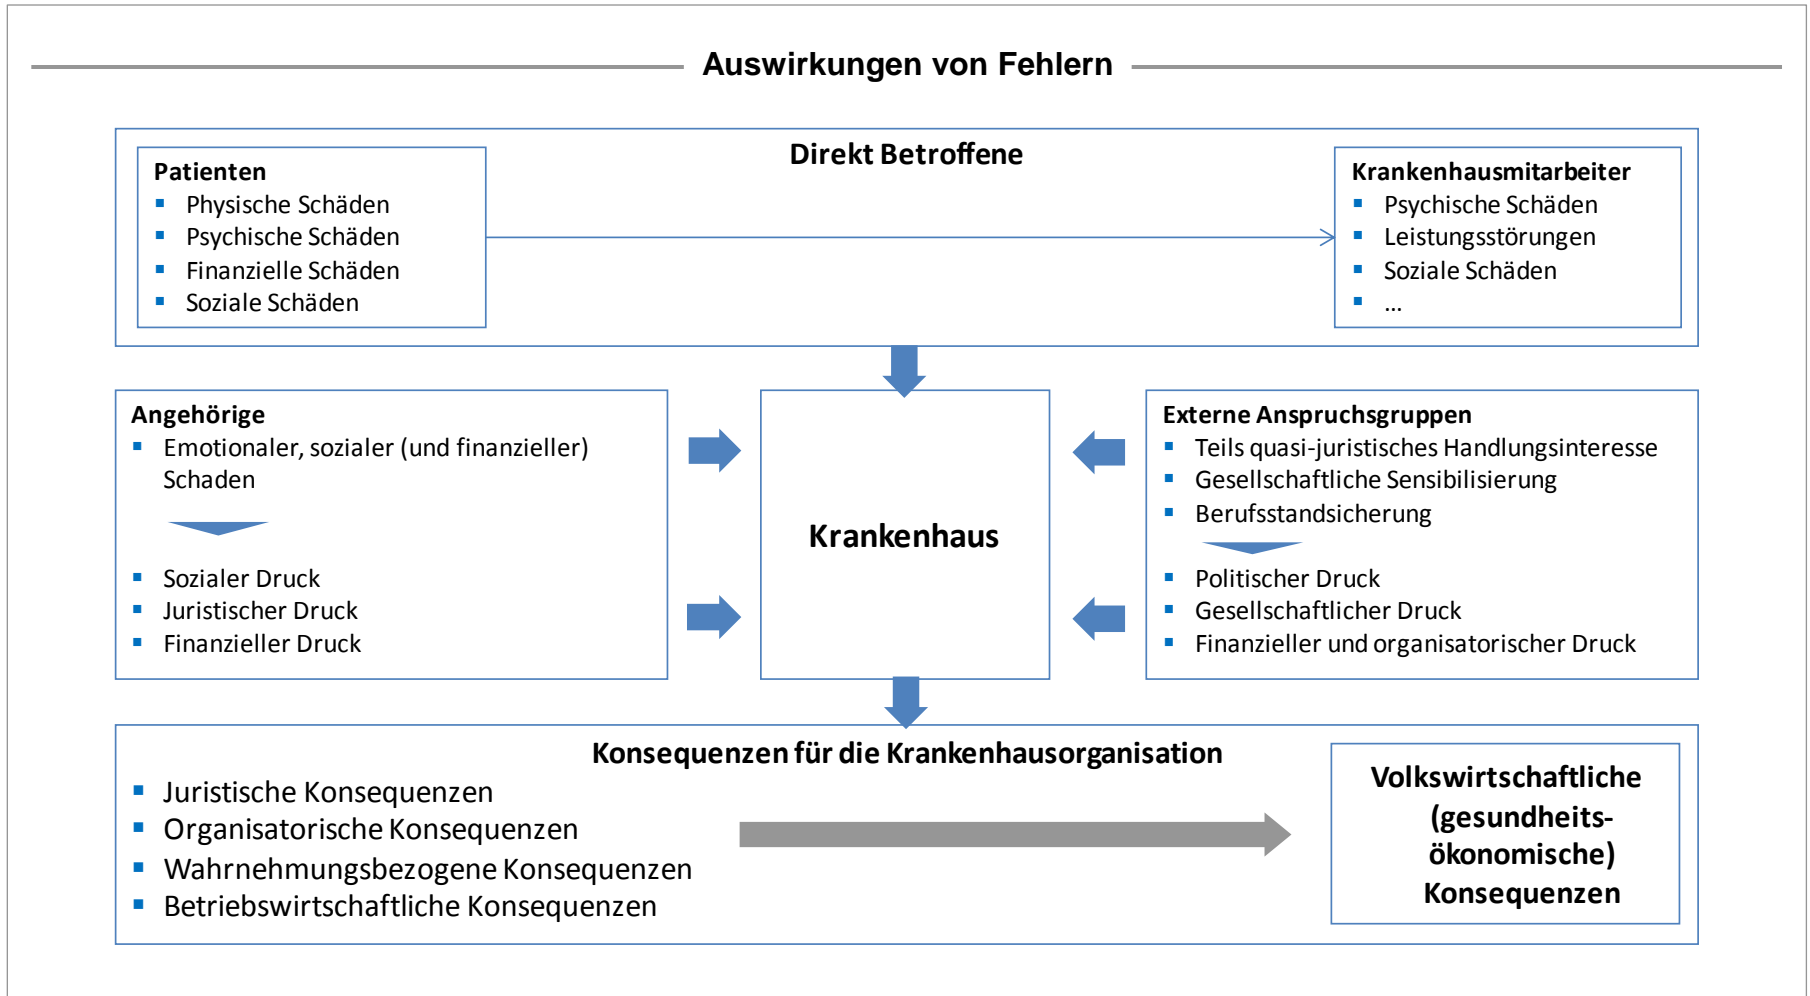 Auswirkungen von Fehlern
Direkt Betroffene
Patienten
Physische Schäden
Psychische Schäden
Finanzielle Schäden
Soziale Schäden
Krankenhausmitarbeiter
Psychische Schäden
Leistungsstörungen
Soziale Schäden
...
Angehörige
Emotionaler, sozialer (und finanzieller)
Schaden
Sozialer Druck
Juristischer Druck
Finanzieller Druck
Krankenhaus
Externe Anspruchsgruppen
Teils quasi-juristisches Handlungsinteresse
Gesellschaftliche Sensibilisierung
Berufsstandsicherung
Politischer Druck
Gesellschaftlicher Druck
Finanzieller und organisatorischer Druck
Konsequenzen für die Krankenhausorganisation
Juristische Konsequenzen
Organisatorische Konsequenzen
Wahrnehmungsbezogene Konsequenzen
Betriebswirtschaftliche Konsequenzen
Volkswirtschaftliche
(gesundheits-
ökonomische)
Konsequenzen